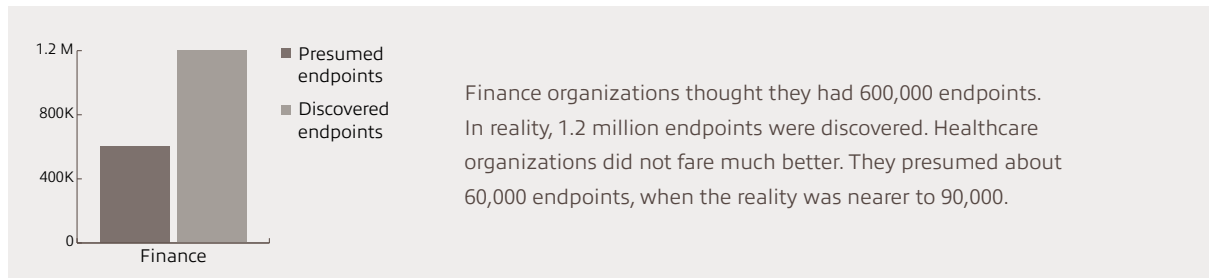 1.2 M
800K
400K
0
Finance
Presumed
endpoints
Discovered
endpoints
Finance organizations thought they had 600,000 endpoints.
In reality, 1.2 million endpoints were discovered. Healthcare
organizations did not fare much better. They presumed about
60,000 endpoints, when the reality was nearer to 90,000.